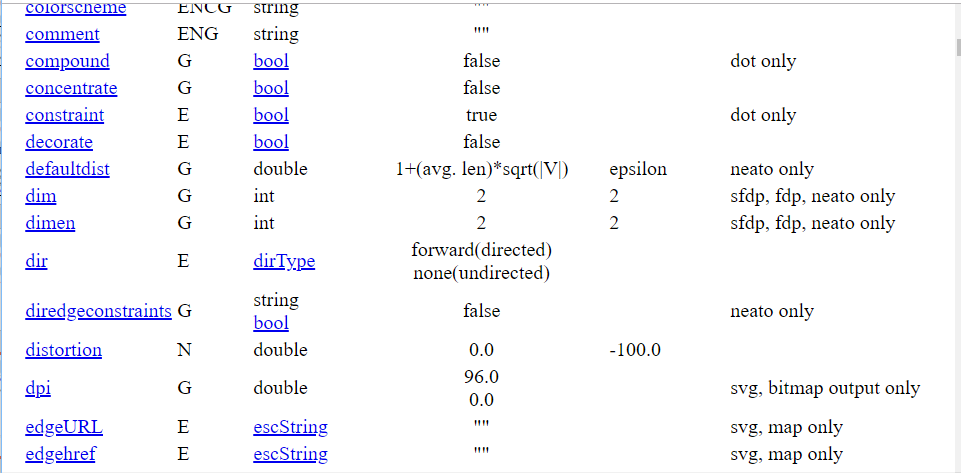 colorscheme ENCG string ""
comment ENG string ""
compound G bool false dot only
concentrate G bool false
constraint E bool true dot only
decorate E bool false
defaultdist G double 1+(avg. len)*sqrt(|V|) epsilon neato only
dim G int 2 2 sfdp, fdp, neato only
dimen G int 2 2 sfdp, fdp, neato only
dir E dirType forward(directed)
none(undirected)
diredgeconstraints G string
bool false neato only
distortion N double 0.0 -100.0
dpi G double 96.0
0.0 svg, bitmap output only
edgeURL E escString "" svg, map only
edgehref E escString "" svg, map only